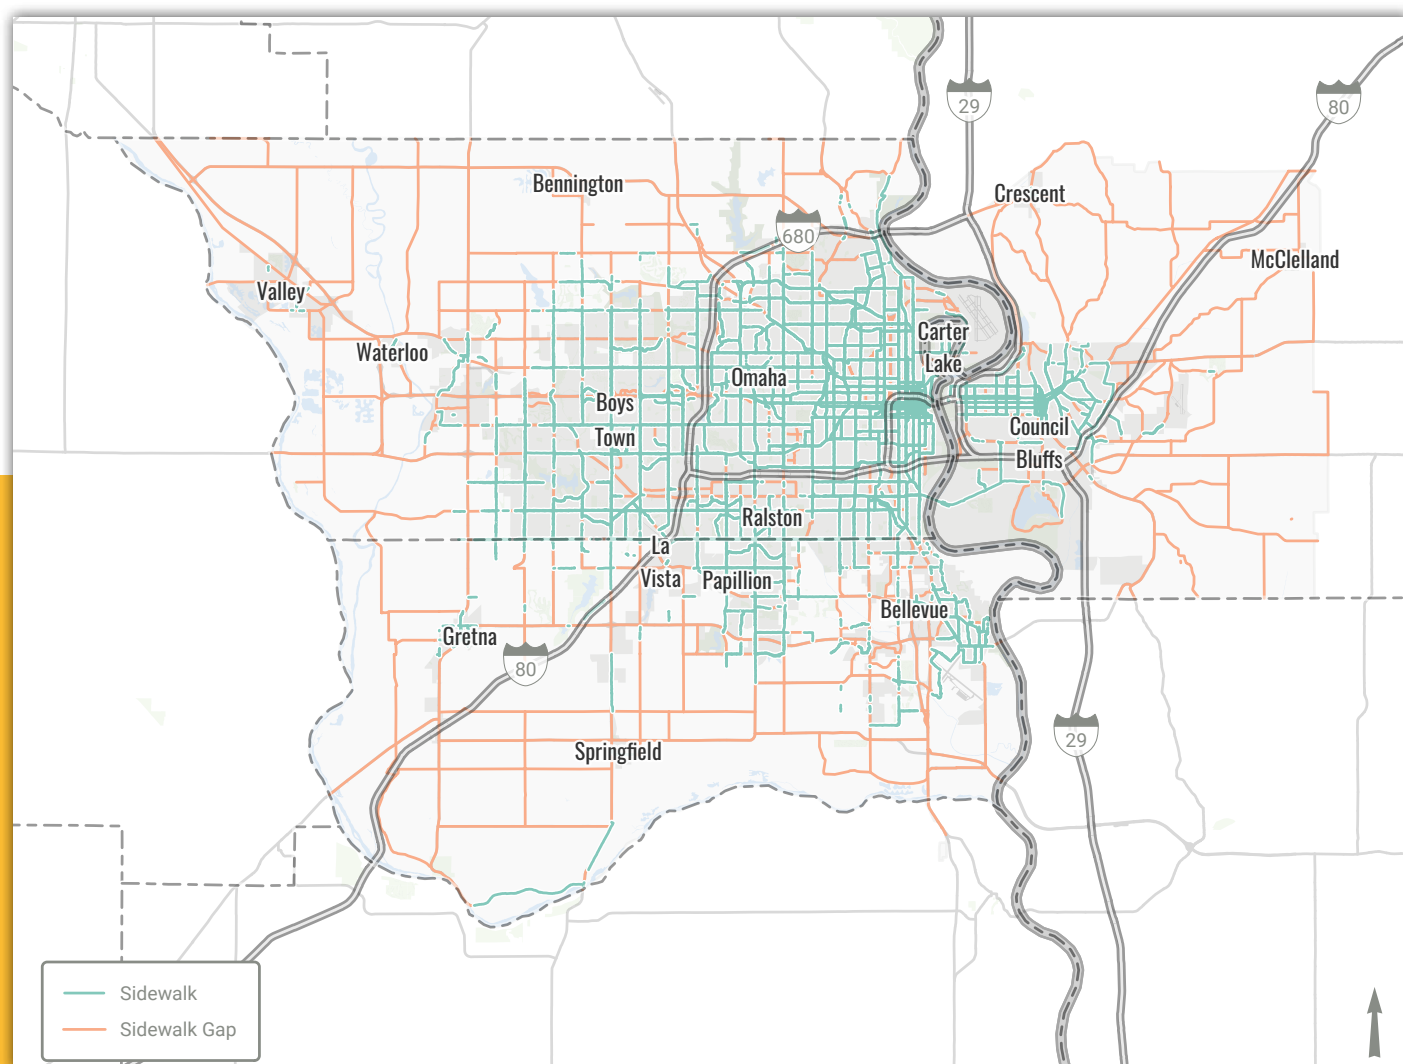 29
80
Bennington
Crescent
680
McClelland
Valley
Carter
Lake
Waterloo
Omaha
Boys
Town
Council
Bluffs
Ralston
La
Vista
Papillion
Bellevue
Gretna
80
29
Springfield
Sidewalk
Sidewalk Gap